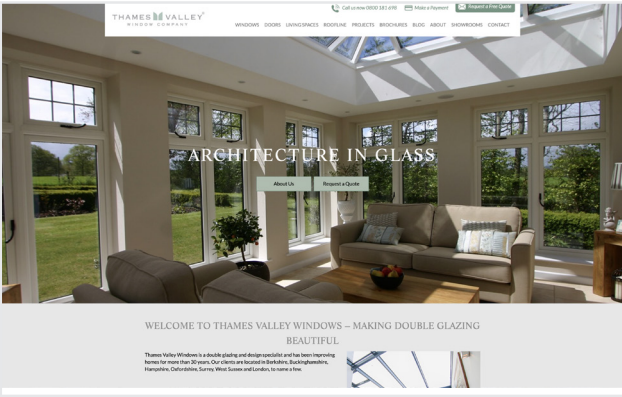 Call us now 0800 181 696 Make a Payment Request a Free Quote
THAMES VALLEY
WINDOW COMPANY
WINDOWS DOORS LIVING SPACES ROOFLINE PROJECTS BROCHURES BLOG ABOUT SHOWROOMS CONTACT
ARCHITECTURE IN GLASS
About Us Request a Quote
WELCOME TO THAMES VALLEY WINDOWS – MAKING DOUBLE GLAZING
BEAUTIFUL
Thames Valley Windows is a double glazing and design specialist and has been improving
homes for more than 30 years. Our clients are located in Berkshire, Buckinghamshire,
Hampshire, Oxfordshire, Surrey, West Sussex and London, to name a few.